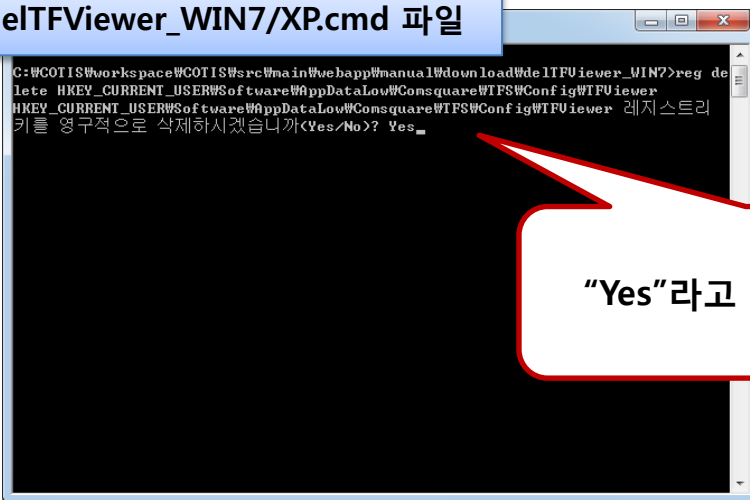 elTFViewer_WIN7/XP.cmd 파일
C:₩COTIS₩workspace₩COTIS₩src₩main₩webapp₩manual₩download₩delTFViewer_WIN7>reg de
lete HKEY_CURRENT_USER₩Software₩AppDataLow₩Comsquare₩TFS₩Config₩TFViewer
HKEY_CURRENT_USER₩Software₩AppDataLow₩Comsquare₩TFS₩Config₩TFViewer 레지스트리
키를 영구적으로 삭제하시겠습니까(Yes/No)? Yes_
“Yes”라고